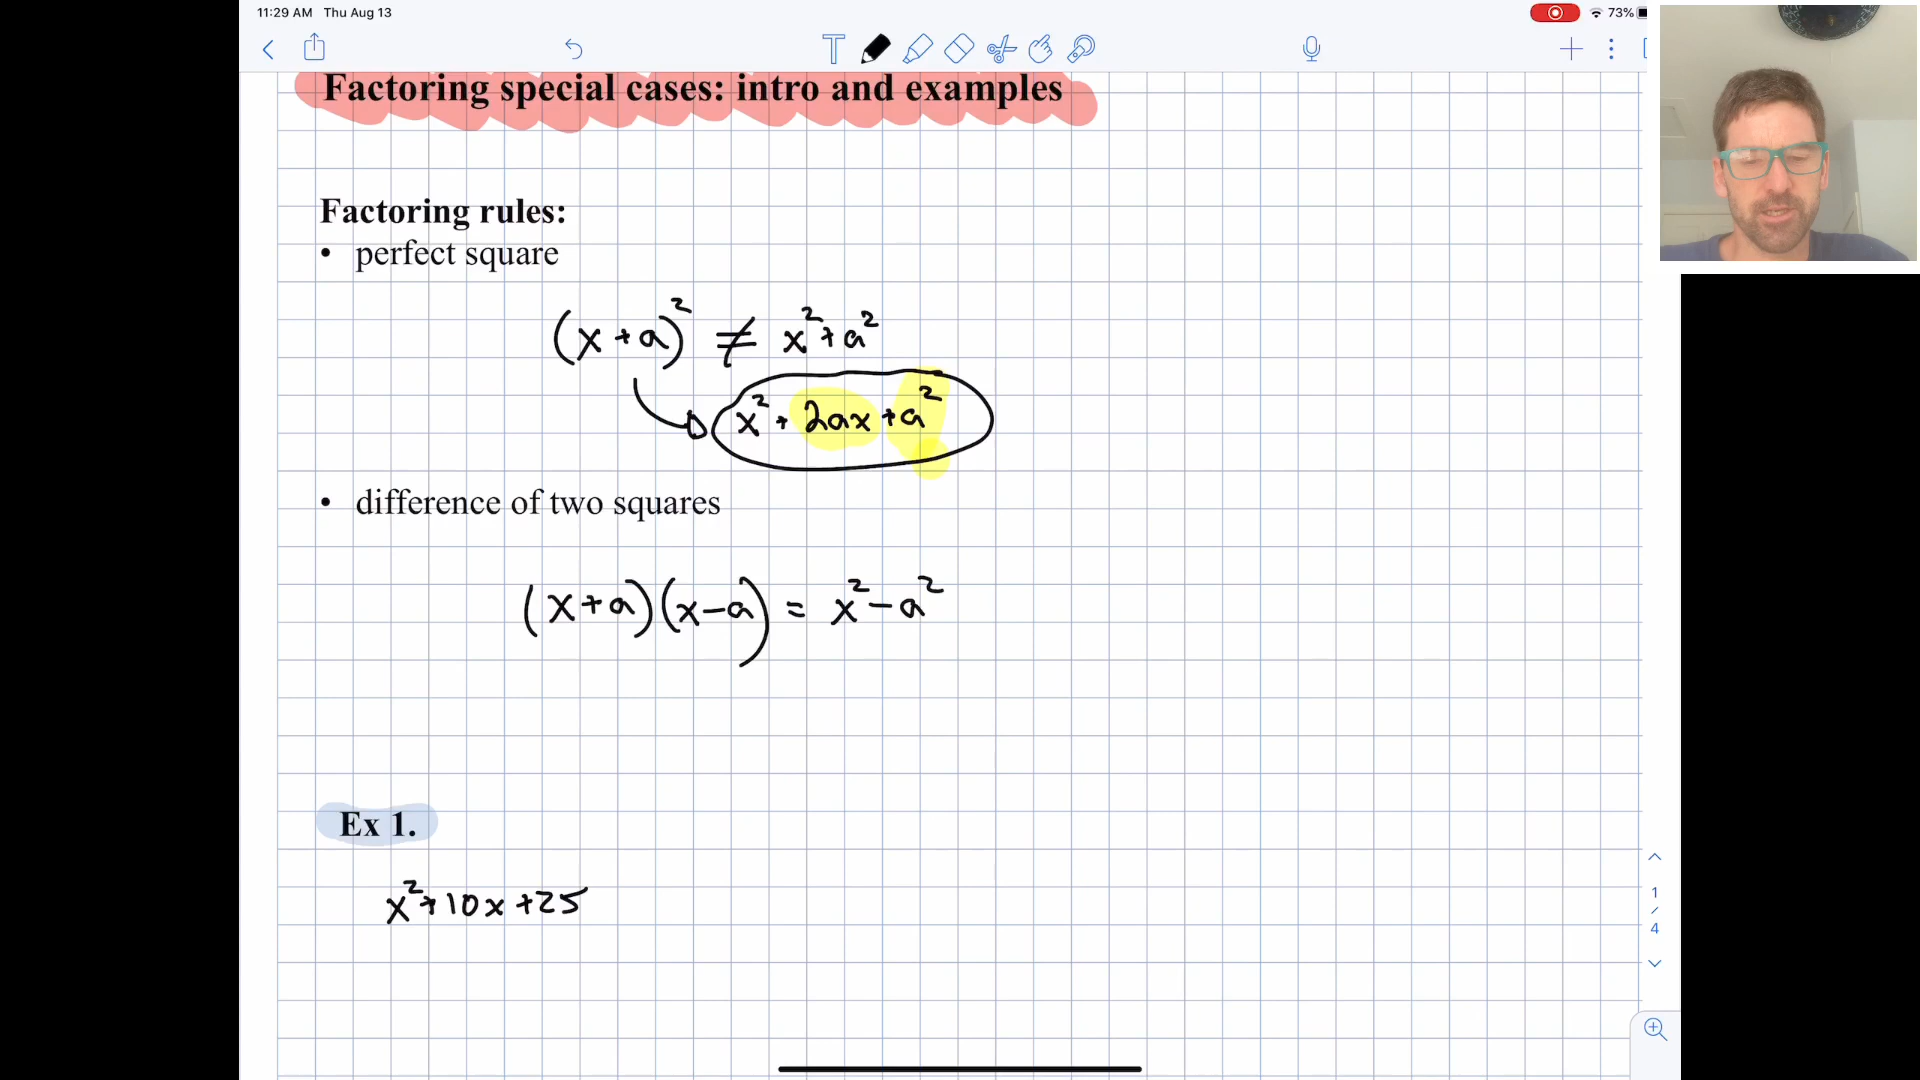 11:29 AM Thu Aug 13
73%
Factoring special cases: intro and examples
Factoring rules:
• perfect square
(x+a)² ≠ x²+a²
x²+2ax+a²
• difference of two squares
(x+a)(x-a) = x²-a²
Ex 1.
x²+10x+25
1
/
4